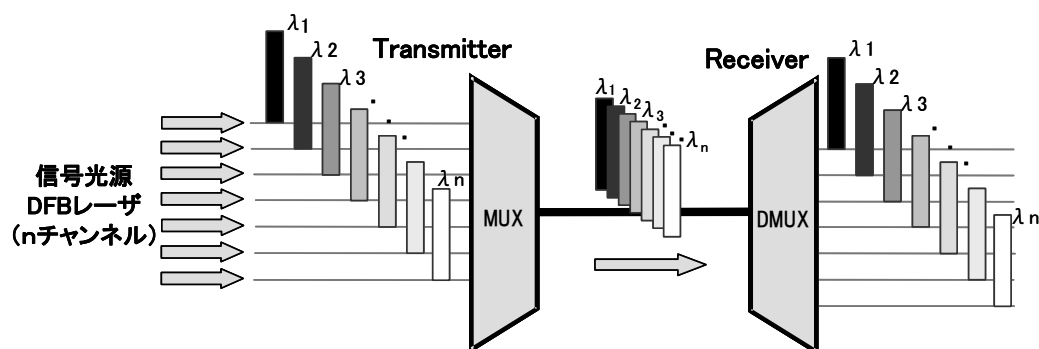 λ1
λ2
λ3
λn
Transmitter
信号光源
DFBレーザ
(nチャンネル)
MUX
λ1
λ2
λ3
λn
Receiver
DMUX
λ1
λ2
λ3
λn